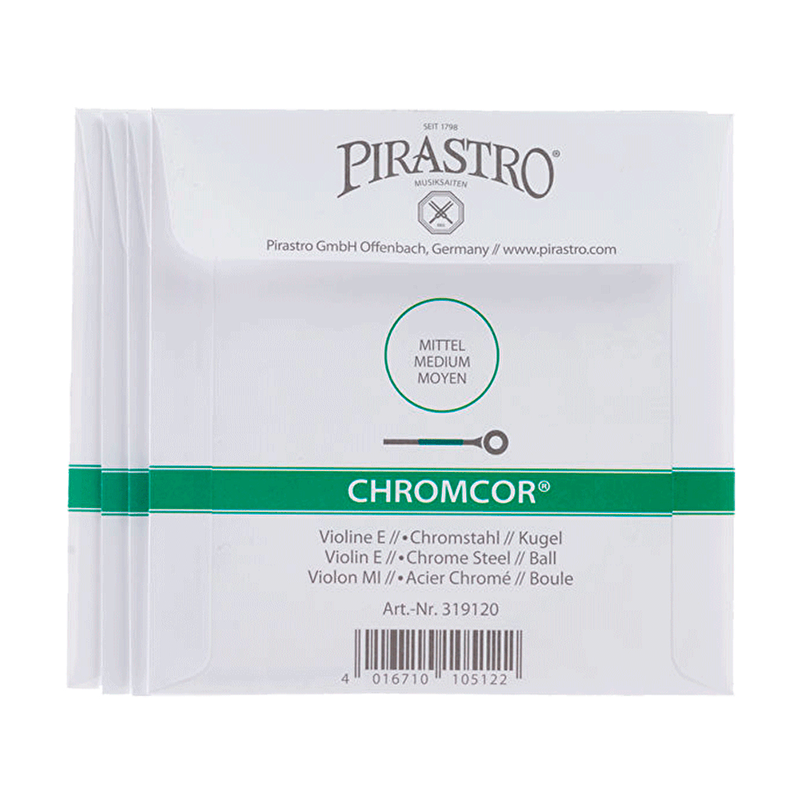 SEIT 1798
PIRASTRO®
MUSIKSAITEN
Pirastro GmbH Offenbach, Germany // www.pirastro.com
MITTEL
MEDIUM
MOYEN
CHROMCOR®
Violine E // • Chromstahl // Kugel
Violin E // • Chrome Steel // Ball
Violon MI // • Acier Chromé // Boule
Art.-Nr. 319120
4 016710 105122